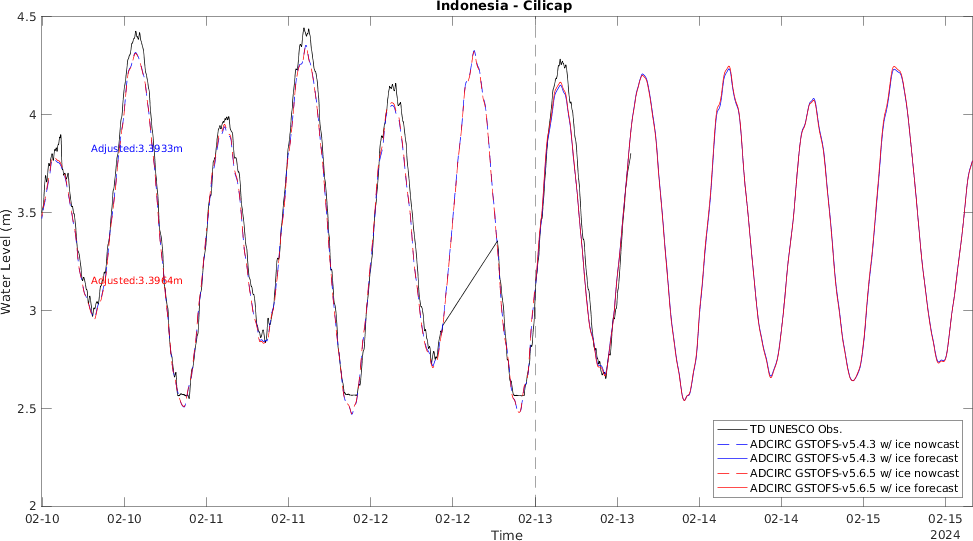 Indonesia - Cilicap
4.5
4
3.5
3
2.5
2
Water Level (m)
Adjusted:3.3933m
Adjusted:3.3964m
TD UNESCO Obs.
ADCIRC GSTOFS-v5.4.3 w/ ice nowcast
ADCIRC GSTOFS-v5.4.3 w/ ice forecast
ADCIRC GSTOFS-v5.6.5 w/ ice nowcast
ADCIRC GSTOFS-v5.6.5 w/ ice forecast
02-10 02-10 02-11 02-11 02-12 02-12 02-13 02-13 02-14 02-14 02-15 02-15
Time
2024